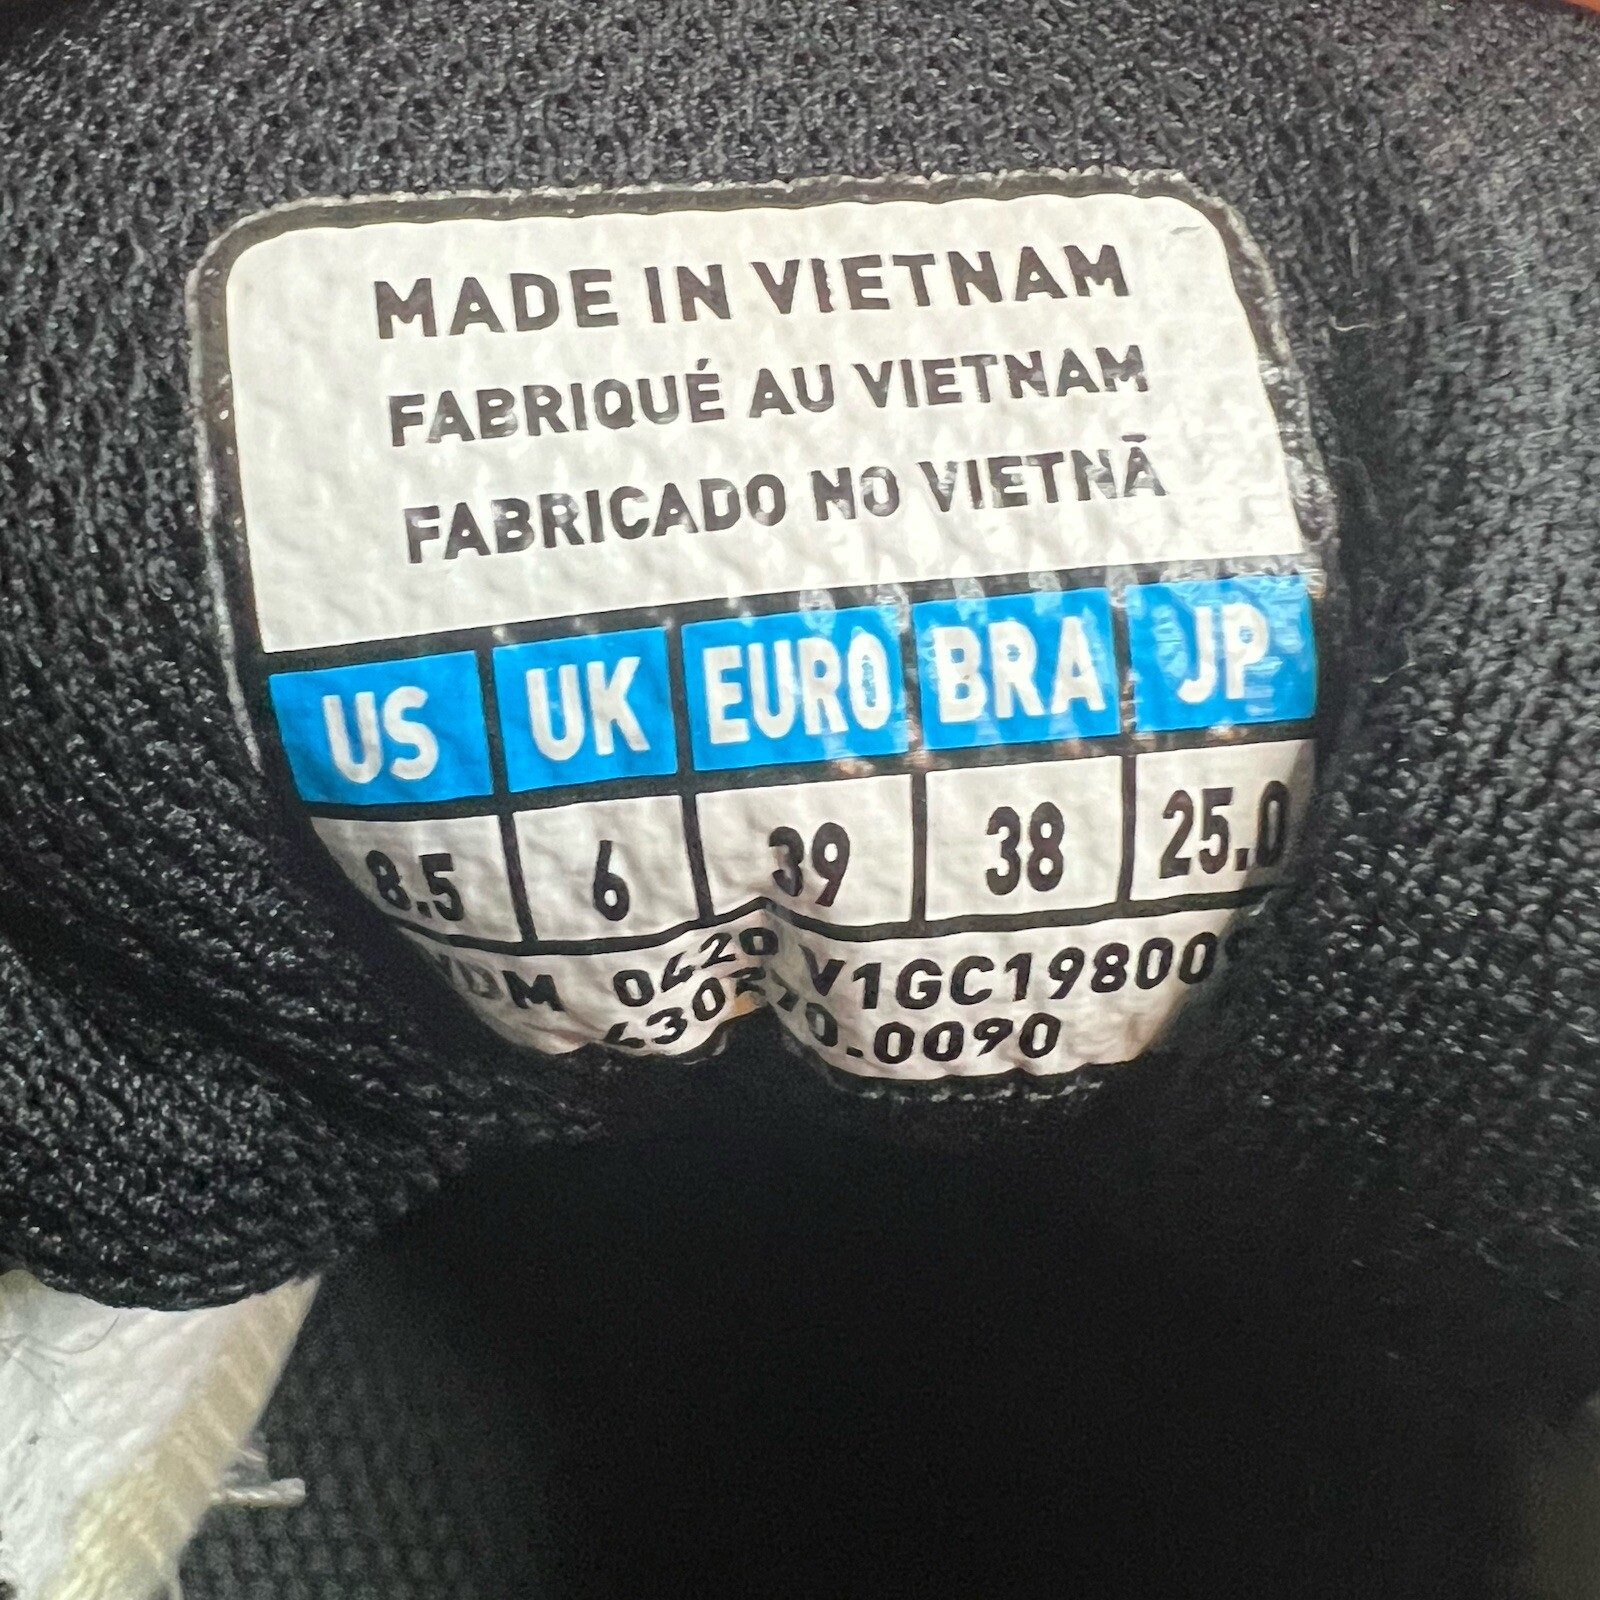 MADE IN VIETNAM
FABRIQUÉ AU VIETNAM
FABRICADO NO VIETNÃ
US UK EURO BRA JP
8.5 6 39 38 25.0
0420